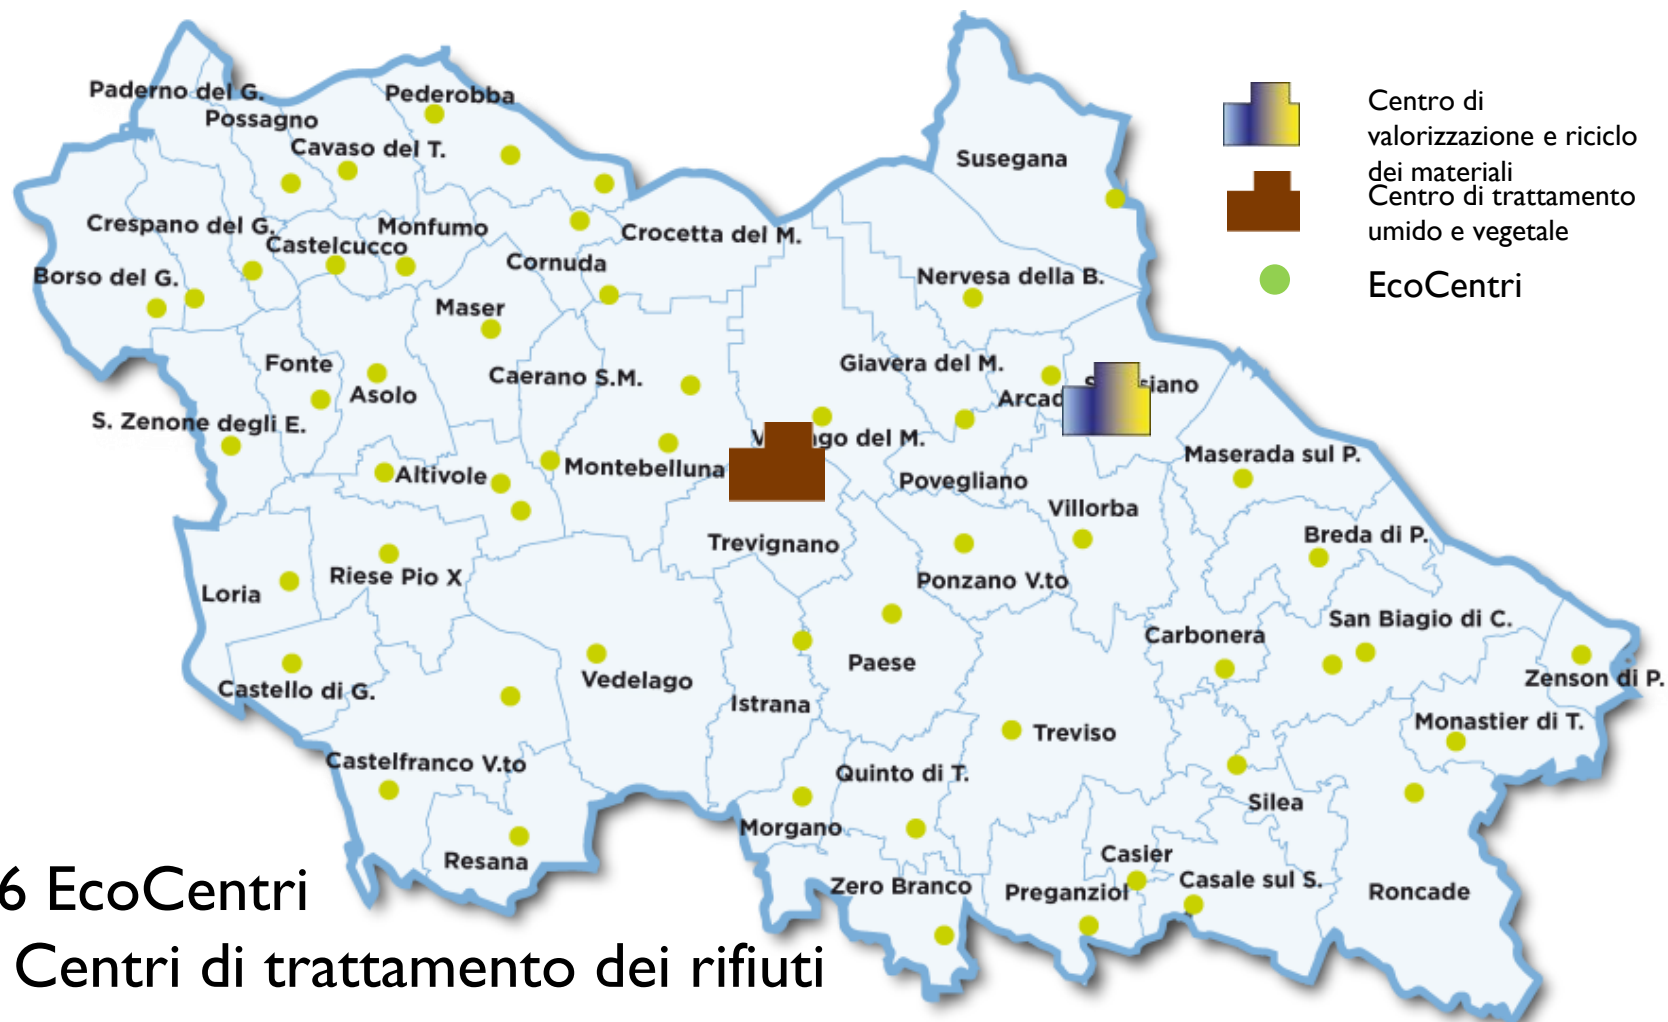 Paderno del G.
Possagno
Pederobba
Cavaso del T.
Susegana
Centro di
valorizzazione e riciclo
dei materiali
Centro di trattamento
umido e vegetale
EcoCentri
Crespano del G.
Castelcucco
Monfumo
Crocetta del M.
Cornuda
Borso del G.
Nervesa della B.
Maser
Fonte
Asolo
Caerano S.M.
Giavera del M.
Arcad
siano
S. Zenone degli E.
Altivole
Montebelluna
ago del M.
Povegliano
Maserada sul P.
Villorba
Trevignano
Breda di P.
Loria
Riese Pio X
Ponzano V.to
San Biagio di C.
Carbonera
Paese
Zenson di P.
Castello di G.
Vedelago
Istrana
Monastier di T.
Treviso
Castelfranco V.to
Quinto di T.
Silea
Morgano
Resana
Casier
Zero Branco
Preganziol
Casale sul S.
Roncade
6 EcoCentri
Centri di trattamento dei rifiuti